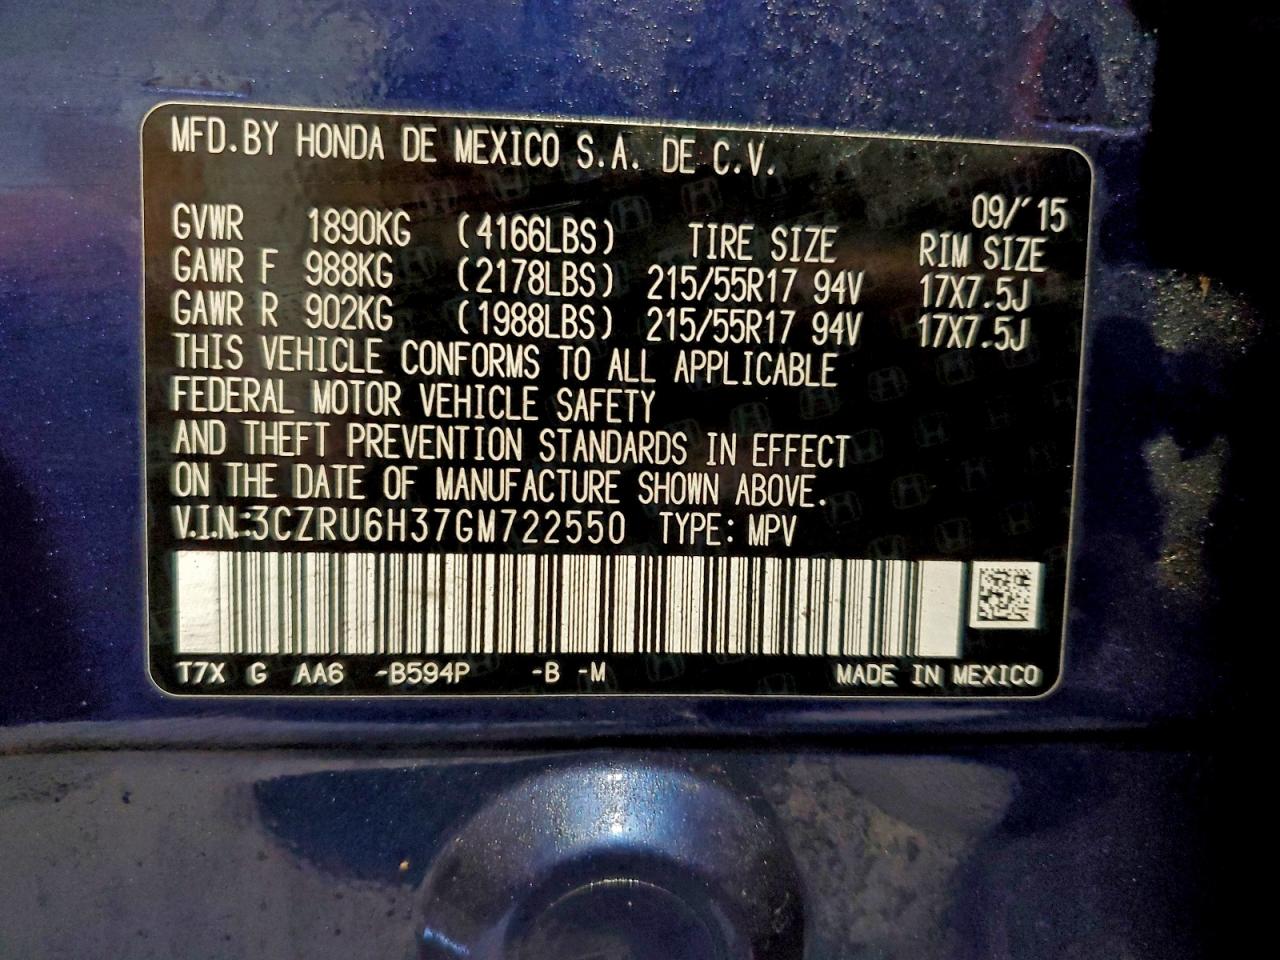 MFD.BY HONDA DE MEXICO S.A. DE C.V.
09/'15
GVWR 1890KG (4166LBS) TIRE SIZE RIM SIZE
GAWR F 988KG (2178LBS) 215/55R17 94V 17X7.5J
GAWR R 902KG (1988LBS) 215/55R17 94V 17X7.5J
THIS VEHICLE CONFORMS TO ALL APPLICABLE
FEDERAL MOTOR VEHICLE SAFETY
AND THEFT PREVENTION STANDARDS IN EFFECT
ON THE DATE OF MANUFACTURE SHOWN ABOVE.
V.I.N.:3CZRU6H37GM722550 TYPE: MPV
T7X G AA6 -B594P -B -M MADE IN MEXICO